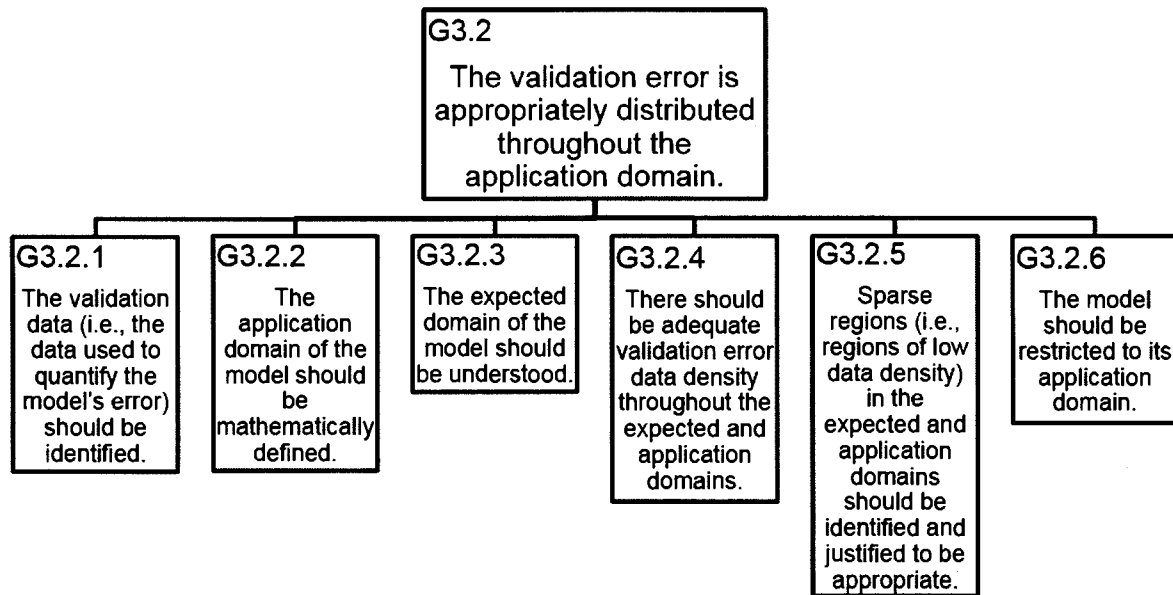 G3.2
The validation error is
appropriately distributed
throughout the
application domain.
G3.2.1
The validation
data (i.e., the
data used to
quantify the
model's error)
should be
identified.
G3.2.2
The
application
domain of the
model should
be
mathematically
defined.
G3.2.3
The expected
domain of the
model should
be understood.
G3.2.4
There should
be adequate
validation error
data density
throughout the
expected and
application
domains.
G3.2.5
Sparse
regions (i.e.,
regions of low
data density)
in the
expected and
application
domains
should be
identified and
justified to be
appropriate.
G3.2.6
The model
should be
restricted to its
application
domain.